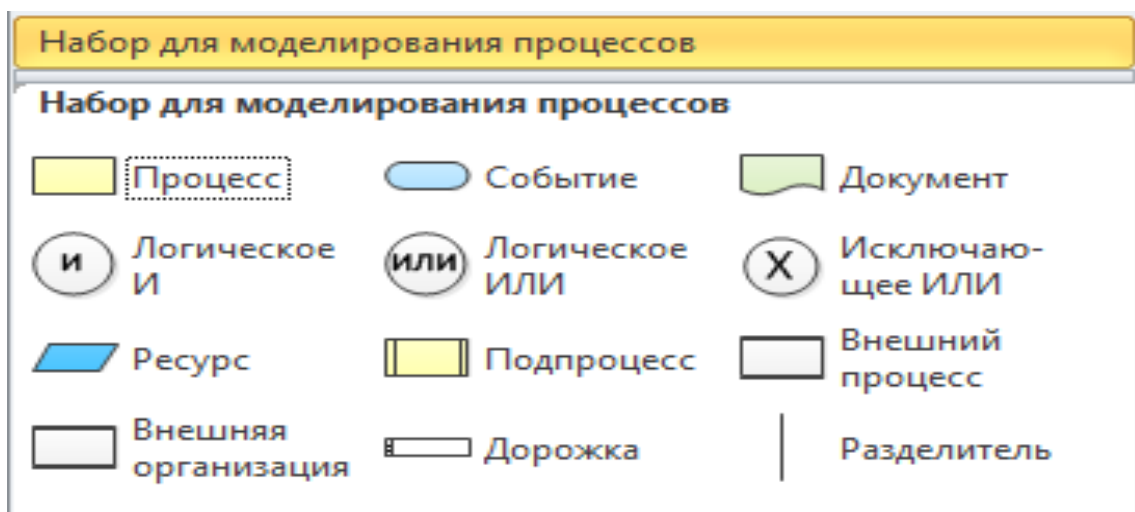 Набор для моделирования процессов
Набор для моделирования процессов
Процесс
Событие
Документ
и
Логическое
И
или
Логическое
ИЛИ
X
Исключаю-
щее ИЛИ
Ресурс
Подпроцесс
Внешний
процесс
Внешняя
организация
Дорожка
Разделитель